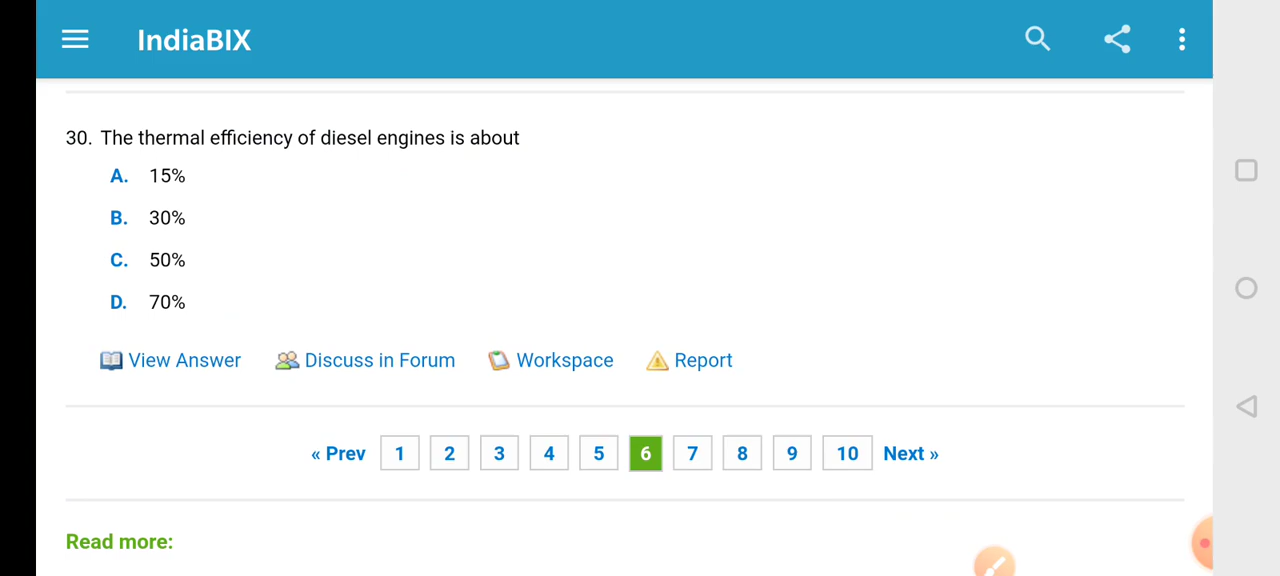 IndiaBIX
30. The thermal efficiency of diesel engines is about
A. 15%
B. 30%
C. 50%
D. 70%
View Answer Discuss in Forum Workspace Report
« Prev 1 2 3 4 5 6 7 8 9 10 Next »
Read more: